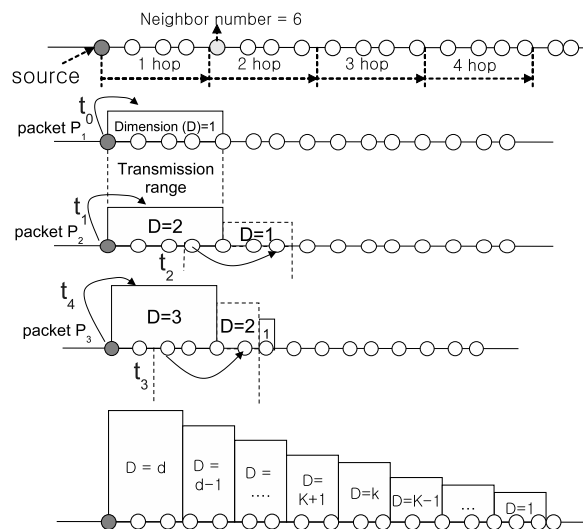 Neighbor number = 6
source
1 hop
2 hop
3 hop
4 hop
t0
packet P1
Dimension (D)=1
Transmission
range
t1
packet P2
D=2
D=1
t2
t4
packet P3
D=3
D=2
1
t3
D = d
D =
d-1
D =
....
D=
K+1
D=k
D=K-1
...
D=1